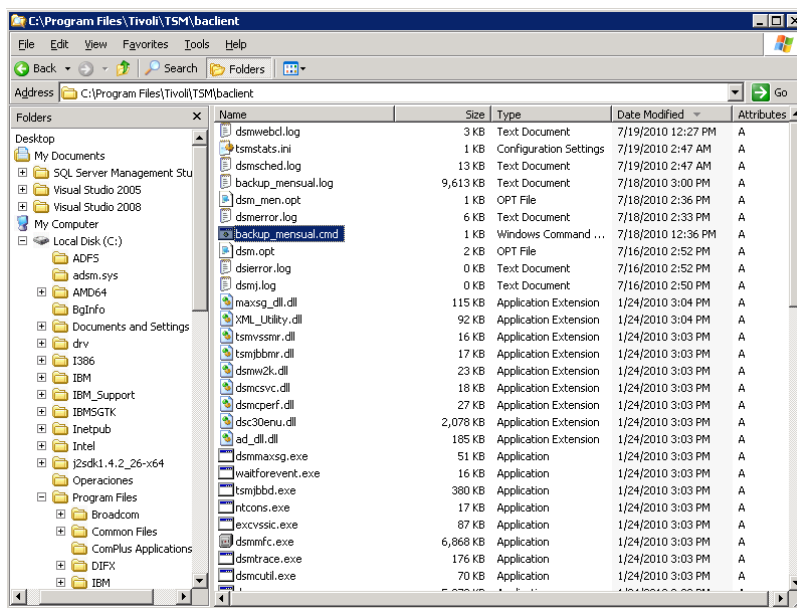 C:\Program Files\Tivoli\TSM\baclient
File Edit View Favorites Tools Help
Back Search Folders
Address C:\Program Files\Tivoli\TSM\baclient Go
Folders
Desktop
My Documents
SQL Server Management Stu
Visual Studio 2005
Visual Studio 2008
My Computer
Local Disk (C:)
ADFS
adsm.sys
AMD64
BgInfo
Documents and Settings
drv
I386
IBM
IBM_Support
IBMSGTK
Inetpub
Intel
j2sdk1.4.2_26-x64
Operaciones
Program Files
Broadcom
Common Files
ComPlus Applications
DIFX
IBM
Name Size Type Date Modified Attributes
dsmwebcl.log 3 KB Text Document 7/19/2010 12:27 PM A
tsmstats.ini 1 KB Configuration Settings 7/19/2010 2:47 AM A
dsmsched.log 13 KB Text Document 7/19/2010 2:47 AM A
backup_mensual.log 9,613 KB Text Document 7/18/2010 3:00 PM A
dsm_men.opt 1 KB OPT File 7/18/2010 2:36 PM A
dsmerror.log 6 KB Text Document 7/18/2010 2:33 PM A
backup_mensual.cmd 1 KB Windows Command ... 7/18/2010 12:36 PM A
dsm.opt 2 KB OPT File 7/16/2010 2:52 PM A
dsierror.log 0 KB Text Document 7/16/2010 2:52 PM A
dsmj.log 0 KB Text Document 7/16/2010 2:50 PM A
maxsg_dll.dll 115 KB Application Extension 1/24/2010 3:04 PM A
XML_Utility.dll 92 KB Application Extension 1/24/2010 3:04 PM A
tsmvssmr.dll 16 KB Application Extension 1/24/2010 3:03 PM A
tsmjbbmr.dll 17 KB Application Extension 1/24/2010 3:03 PM A
dsmw2k.dll 23 KB Application Extension 1/24/2010 3:03 PM A
dsmcsvc.dll 18 KB Application Extension 1/24/2010 3:03 PM A
dsmcperf.dll 27 KB Application Extension 1/24/2010 3:03 PM A
dsc30enu.dll 2,078 KB Application Extension 1/24/2010 3:03 PM A
ad_dll.dll 185 KB Application Extension 1/24/2010 3:03 PM A
dsmmaxsg.exe 51 KB Application 1/24/2010 3:03 PM A
waitforevent.exe 16 KB Application 1/24/2010 3:03 PM A
tsmjbbd.exe 380 KB Application 1/24/2010 3:03 PM A
ntcons.exe 17 KB Application 1/24/2010 3:03 PM A
excvssic.exe 87 KB Application 1/24/2010 3:03 PM A
dsmmfc.exe 6,868 KB Application 1/24/2010 3:03 PM A
dsmtrace.exe 176 KB Application 1/24/2010 3:03 PM A
dsmcutil.exe 70 KB Application 1/24/2010 3:03 PM A